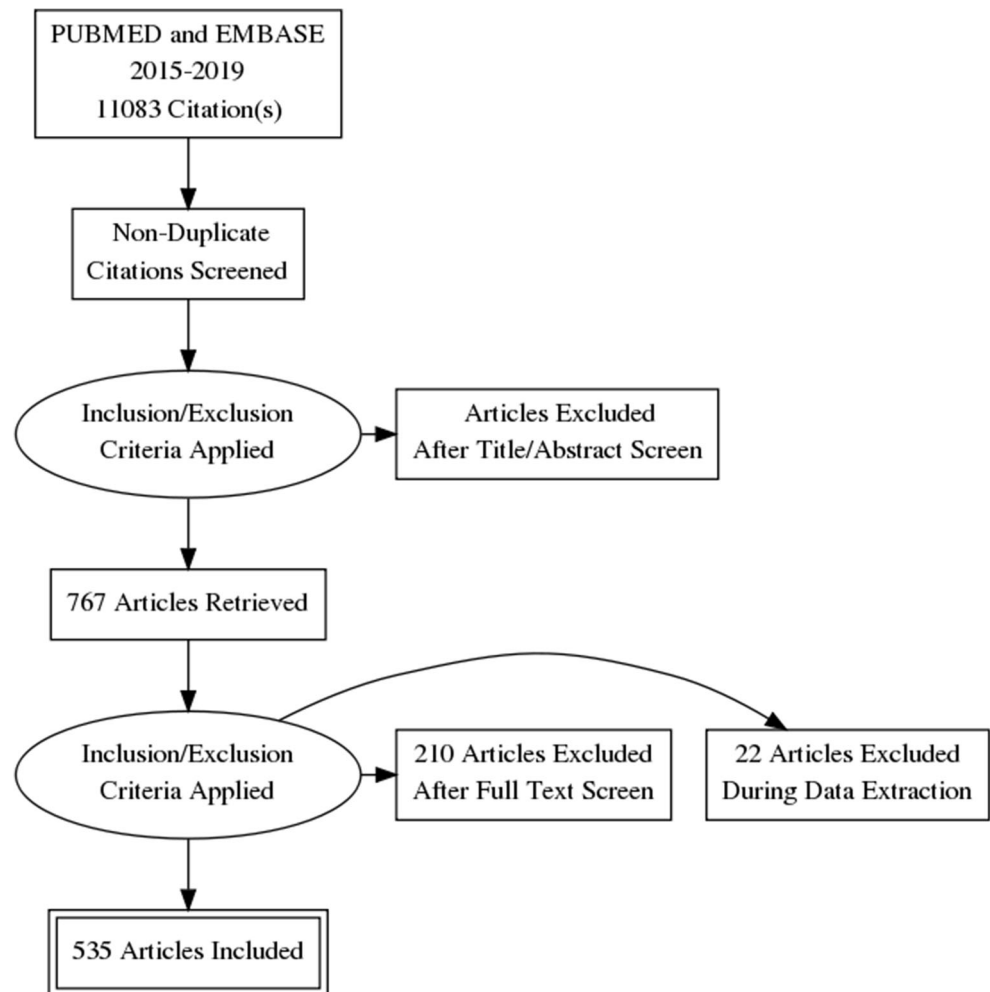 PUBMED and EMBASE
2015-2019
11083 Citation(s)
Non-Duplicate
Citations Screened
Inclusion/Exclusion
Criteria Applied
Articles Excluded
After Title/Abstract Screen
767 Articles Retrieved
Inclusion/Exclusion
Criteria Applied
210 Articles Excluded
After Full Text Screen
22 Articles Excluded
During Data Extraction
535 Articles Included